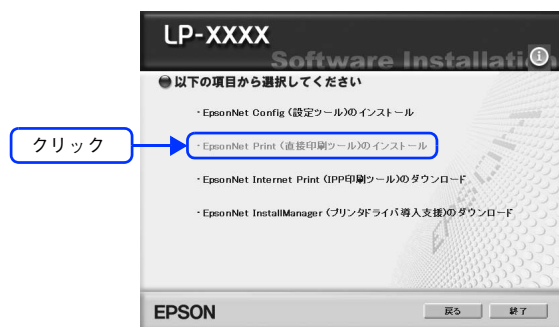 LP-XXXX
Software Installati
以下の項目から選択してください
・EpsonNet Config (設定ツール)のインストール
クリック
・EpsonNet Print (直接印刷ツール)のインストール
・EpsonNet Internet Print (IPP印刷ツール)のダウンロード
・EpsonNet InstallManager (プリンタドライバ導入支援)のダウンロード
EPSON
EPSON
戻る
終了